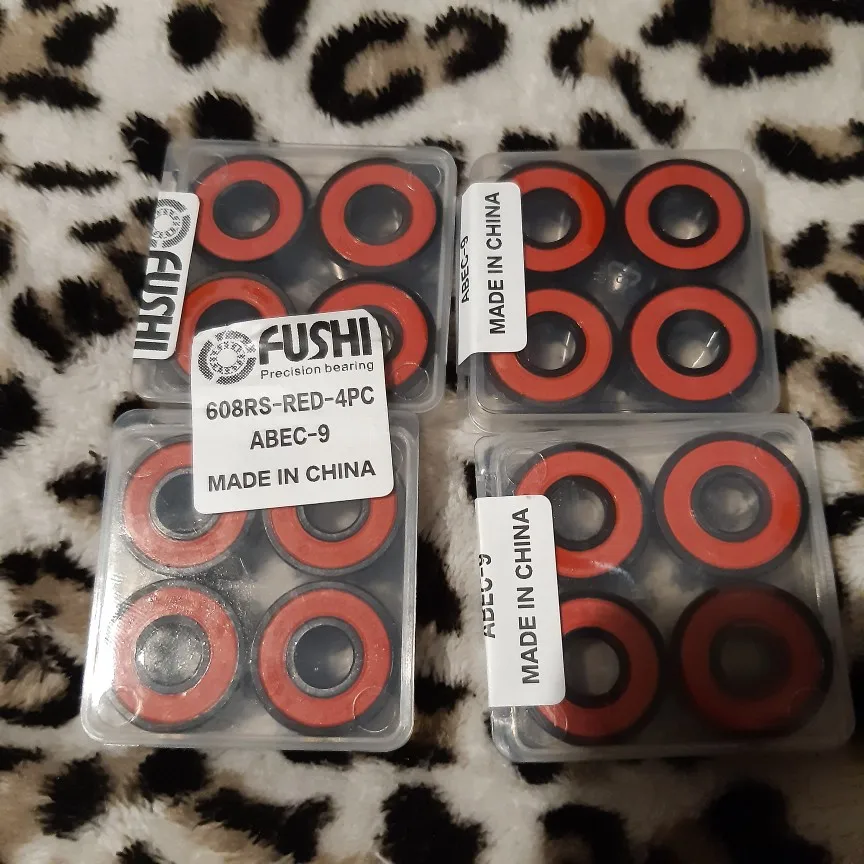 FUSHI
ABEC-9
MADE IN CHINA
FUSHI
Precision bearing
608RS-RED-4PC
ABEC-9
MADE IN CHINA
ABEC-9
MADE IN CHINA